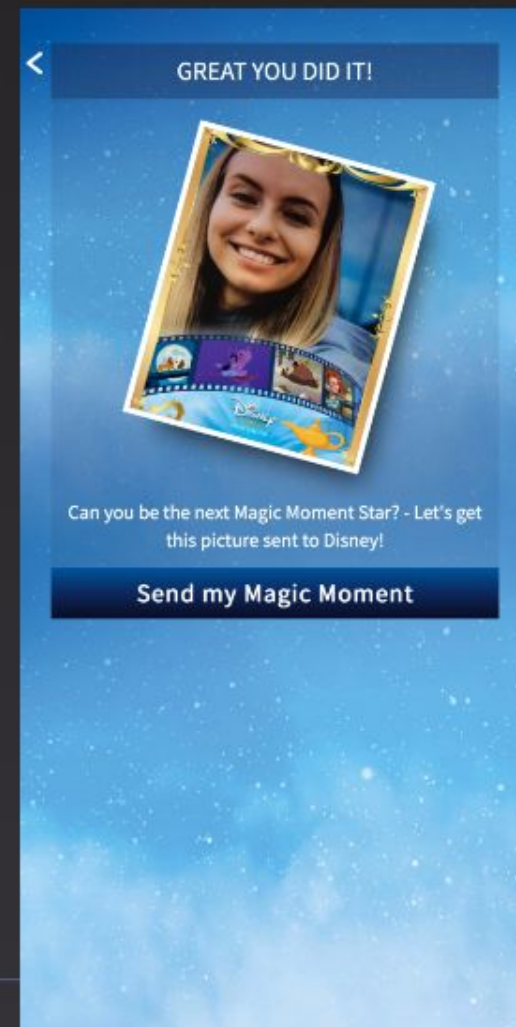 GREAT YOU DID IT!
Disney
Can you be the next Magic Moment Star? - Let's get
this picture sent to Disney!
Send my Magic Moment